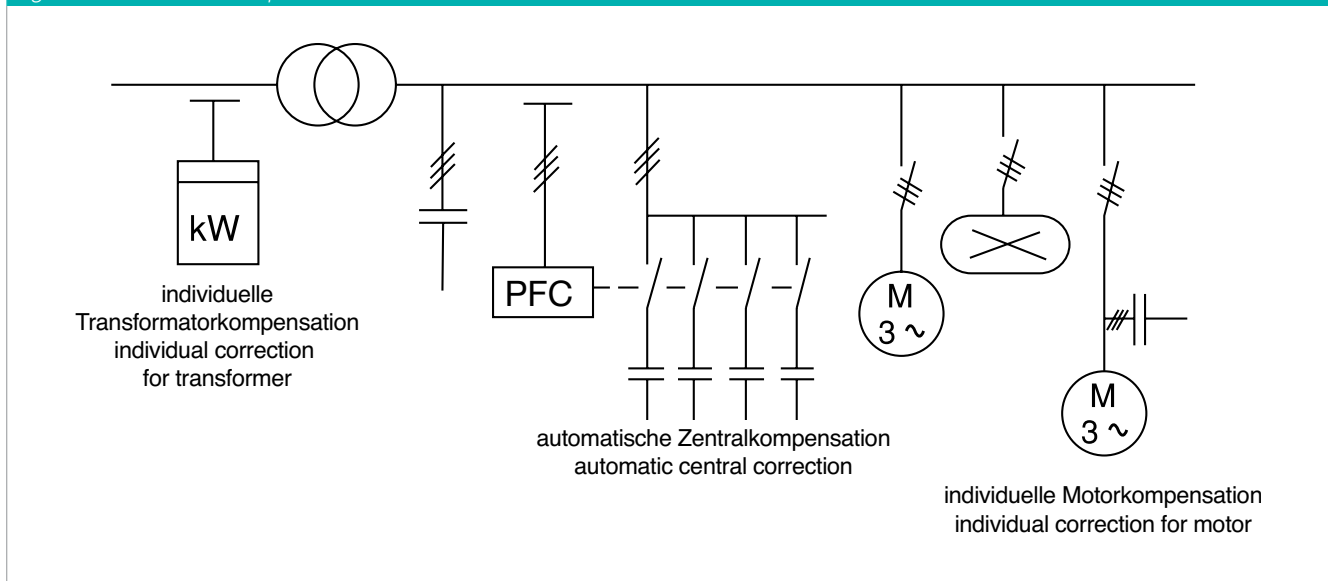 kW
individuelle
Transformatorkompensation
individual correction
for transformer
PFC
automatische Zentralkompensation
automatic central correction
M
3 ~
M
3 ~
individuelle Motorkompensation
individual correction for motor